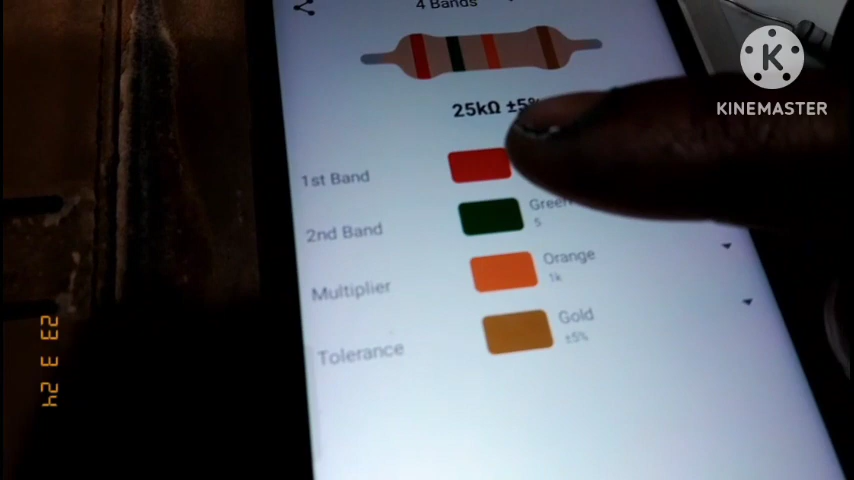 4 Bands
25kΩ ±5%
1st Band
2nd Band
Green
5
Multiplier
Orange
1k
Tolerance
Gold
±5%
KINEMASTER
23 3 24